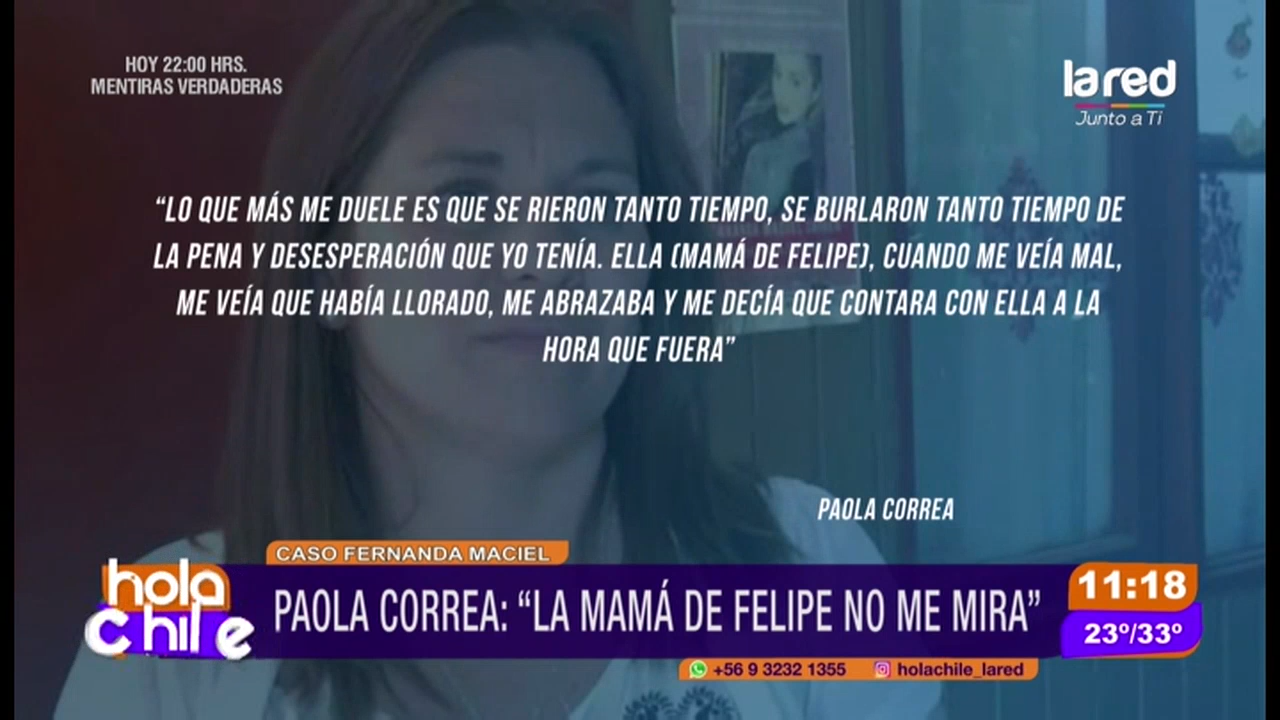 HOY 22:00 HRS.
MENTIRAS VERDADERAS
lared
Junto a Ti
“LO QUE MÁS ME DUELE ES QUE SE RIERON TANTO TIEMPO, SE BURLARON TANTO TIEMPO DE
LA PENA Y DESESPERACIÓN QUE YO TENÍA. ELLA (MAMÁ DE FELIPE), CUANDO ME VEÍA MAL,
ME VEÍA QUE HABÍA LLORADO, ME ABRAZABA Y ME DECÍA QUE CONTARA CON ELLA A LA
HORA QUE FUERA”
PAOLA CORREA
CASO FERNANDA MACIEL
hola
chile
PAOLA CORREA: “LA MAMÁ DE FELIPE NO ME MIRA”
11:18
23º/33º
+56 9 3232 1355
holachile_lared